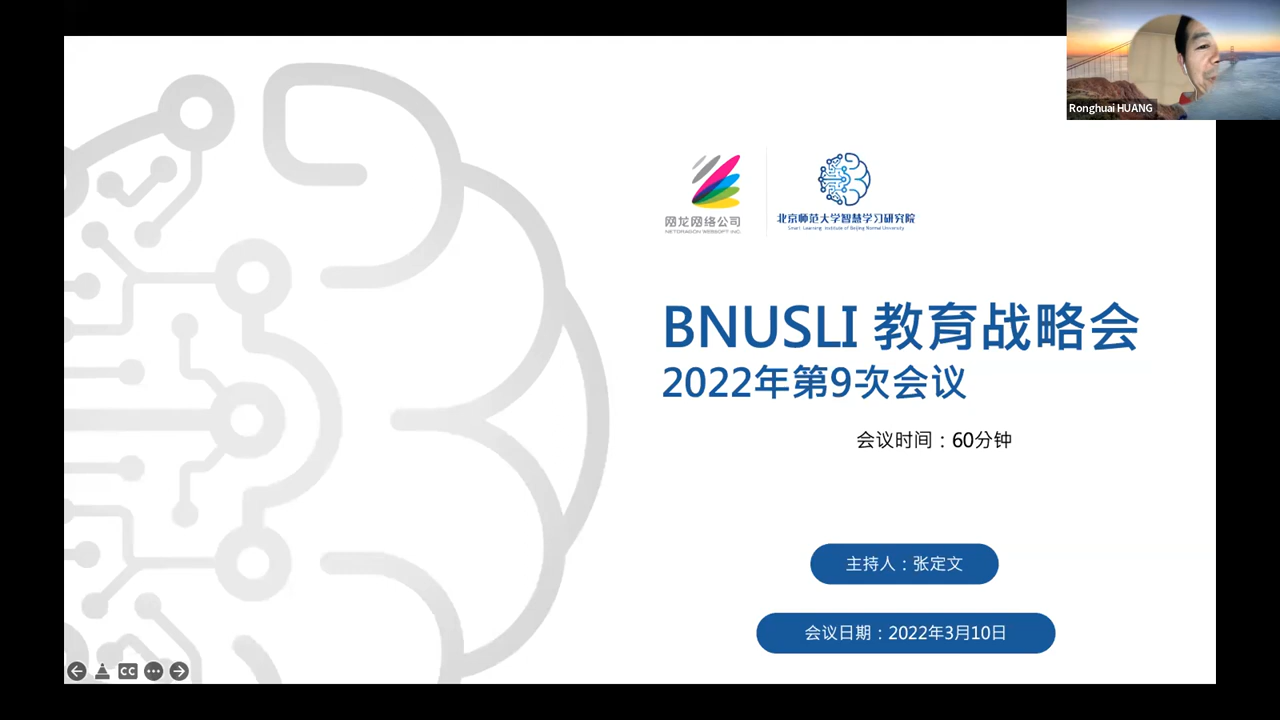 Ronghuai HUANG
网龙网络公司
NETDRAGON WEBSOFT INC.
北京师范大学智慧学习研究院
Smart Learning Institute of Beijing Normal University
BNUSLI 教育战略会
2022年第9次会议
会议时间：60分钟
主持人：张定文
会议日期：2022年3月10日
CC